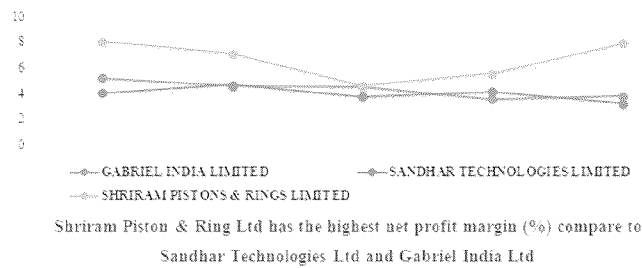 10
8
6
4
2
0
GABRIEL INDIA LIMITED SANDHAR TECHNOLOGIES LIMITED
SHRIRAM PISTONS & RINGS LIMITED
Shriram Piston & Ring Ltd has the highest net profit margin (%) compare to
Sandhar Technologies Ltd and Gabriel India Ltd